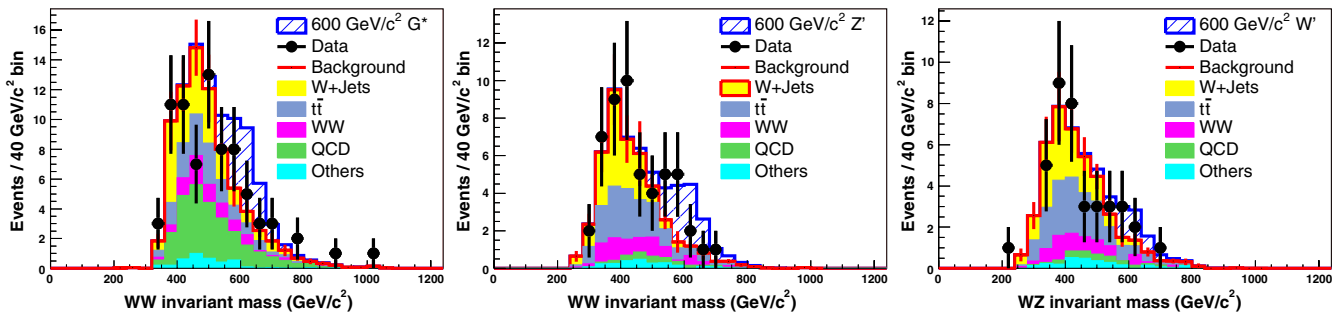 Events / 40 GeV/c² bin
16
14
12
10
8
6
4
2
0
0 200 400 600 800 1000 1200
WW invariant mass (GeV/c²)
600 GeV/c² G*
Data
Background
W+Jets
tt̄
WW
QCD
Others
Events / 40 GeV/c² bin
12
10
8
6
4
2
0
0 200 400 600 800 1000 1200
WW invariant mass (GeV/c²)
600 GeV/c² Z'
Data
Background
W+Jets
tt̄
WW
QCD
Others
Events / 40 GeV/c² bin
12
10
8
6
4
2
0
0 200 400 600 800 1000 1200
WZ invariant mass (GeV/c²)
600 GeV/c² W'
Data
Background
W+Jets
tt̄
WW
QCD
Others